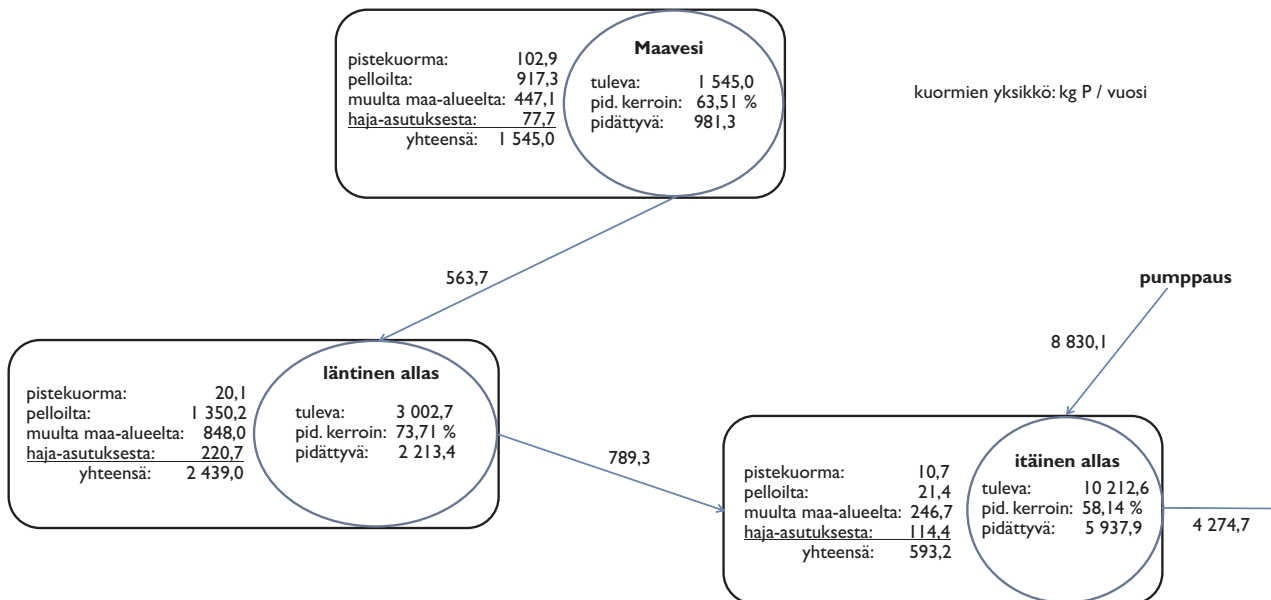 Maavesi
pistekuorma: 102,9
pelloilta: 917,3
muulta maa-alueelta: 447,1
haja-asutuksesta: 77,7
yhteensä: 1 545,0
tuleva: 1 545,0
pid. kerroin: 63,51 %
pidättyvä: 981,3
kuormien yksikkö: kg P / vuosi
563,7
pumppaus
8 830,1
läntinen allas
pistekuorma: 20,1
pelloilta: 1 350,2
muulta maa-alueelta: 848,0
haja-asutuksesta: 220,7
yhteensä: 2 439,0
tuleva: 3 002,7
pid. kerroin: 73,71 %
pidättyvä: 2 213,4
789,3
itäinen allas
pistekuorma: 10,7
pelloilta: 21,4
muulta maa-alueelta: 246,7
haja-asutuksesta: 114,4
yhteensä: 593,2
tuleva: 10 212,6
pid. kerroin: 58,14 %
pidättyvä: 5 937,9
4 274,7